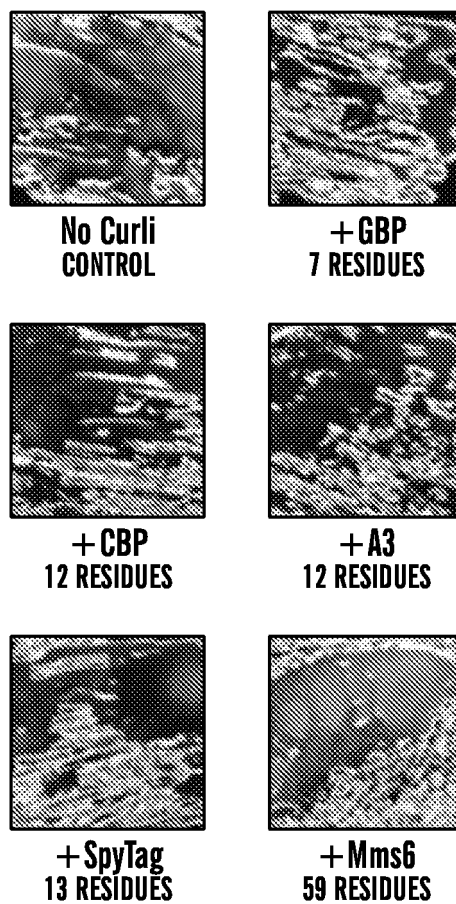 No Curli
CONTROL
+GBP
7 RESIDUES
+CBP
12 RESIDUES
+A3
12 RESIDUES
+SpyTag
13 RESIDUES
+Mms6
59 RESIDUES